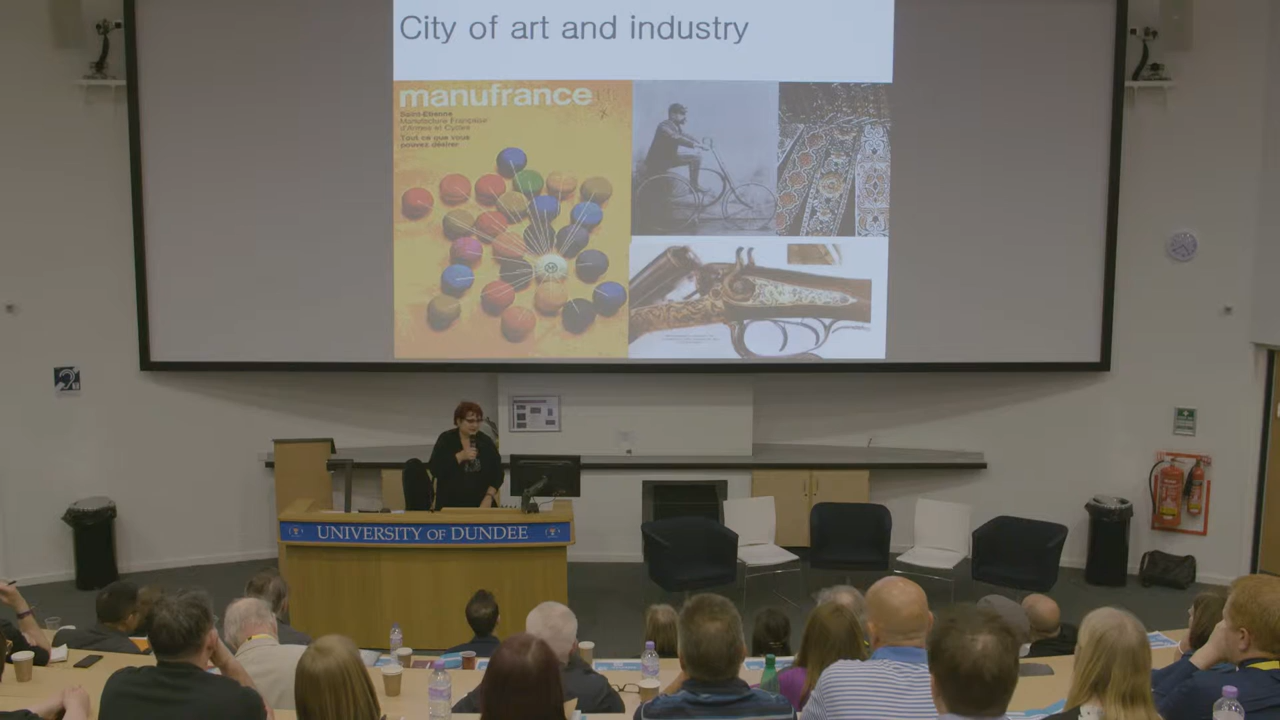 City of art and industry
manufrance
Saint-Etienne
Manufacture Française
d'Armes et Cycles
Tout ce que vous
pouvez désirer
UNIVERSITY OF DUNDEE